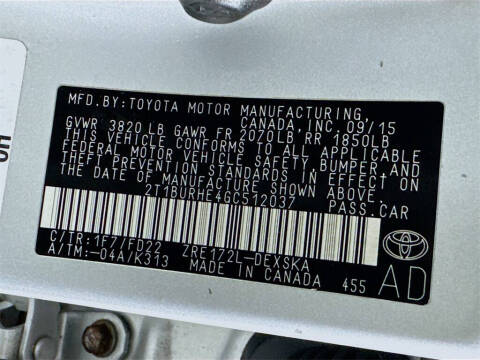 MFD.BY:TOYOTA MOTOR MANUFACTURING,
CANADA, INC. 09/15
GVWR 3820 LB GAWR FR 2070LB RR 1850LB
THIS VEHICLE CONFORMS TO ALL APPLICABLE
FEDERAL MOTOR VEHICLE SAFETY, BUMPER, AND
THEFT PREVENTION STANDARDS IN EFFECT ON
THE DATE OF MANUFACTURE SHOWN ABOVE.
2T1BURHE4GC512037 PASS.CAR
C/TR:1F7/FD22 ZRE172L-DEXSKA
A/TM:-04A/K313 MADE IN CANADA 455
AD